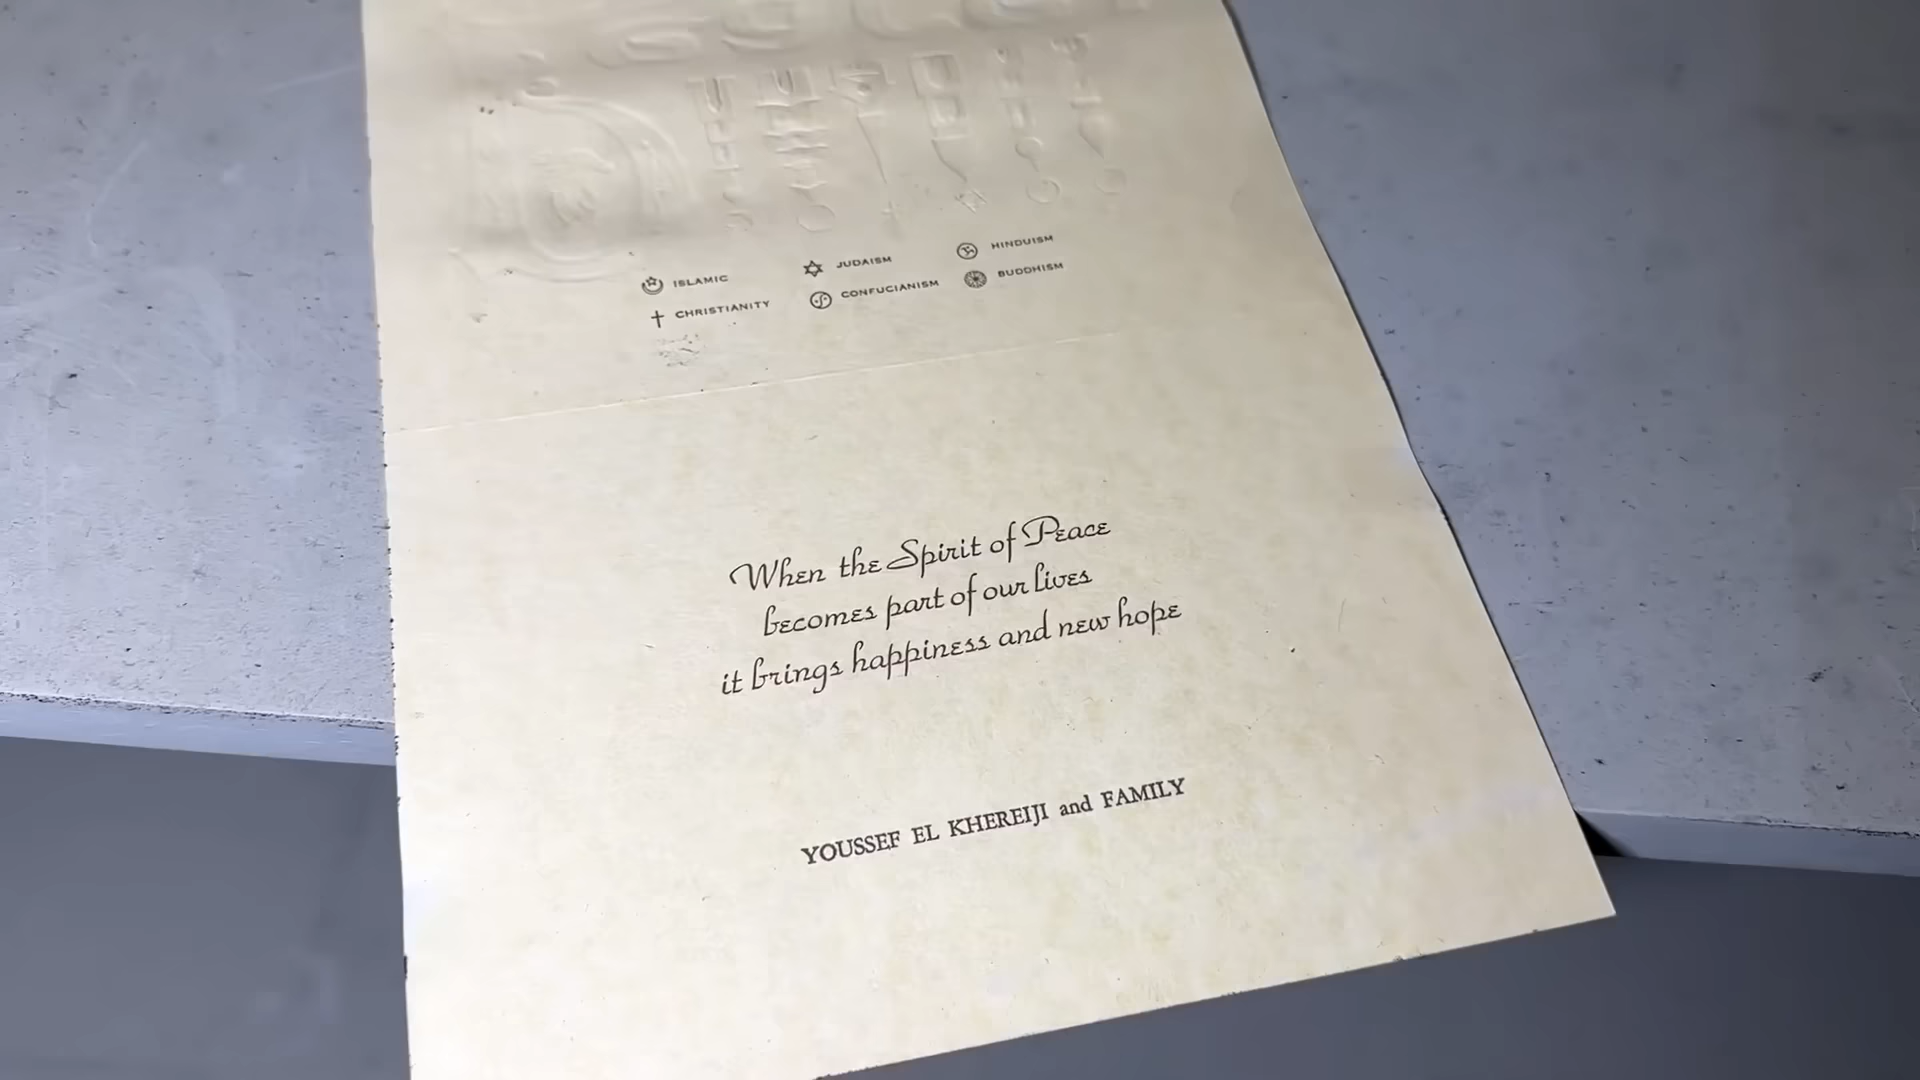 ISLAMIC JUDAISM HINDUISM
CHRISTIANITY CONFUCIANISM BUDDHISM
When the Spirit of Peace
becomes part of our lives
it brings happiness and new hope
YOUSSEF EL KHEREIJI and FAMILY